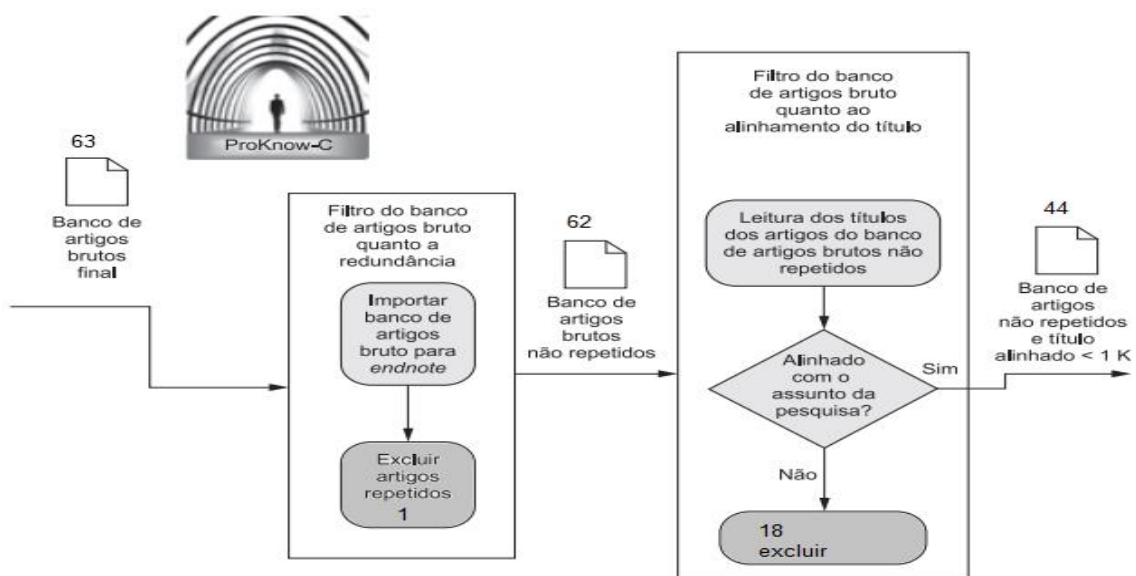 ProKnow-C
63
Banco de
artigos
brutos
final
Filtro do banco
de artigos bruto
quanto a
redundância
Importar
banco de
artigos
bruto para
endnote
Excluir
artigos
repetidos
1
62
Banco de
artigos
brutos
não repetidos
Filtro do banco
de artigos bruto
quanto ao
alinhamento do título
Leitura dos títulos
dos artigos do banco
de artigos brutos não
repetidos
Alinhado
com o
assunto da
pesquisa?
Sim
Não
18
excluir
44
Banco de
artigos
não repetidos
e título
alinhado < 1 K